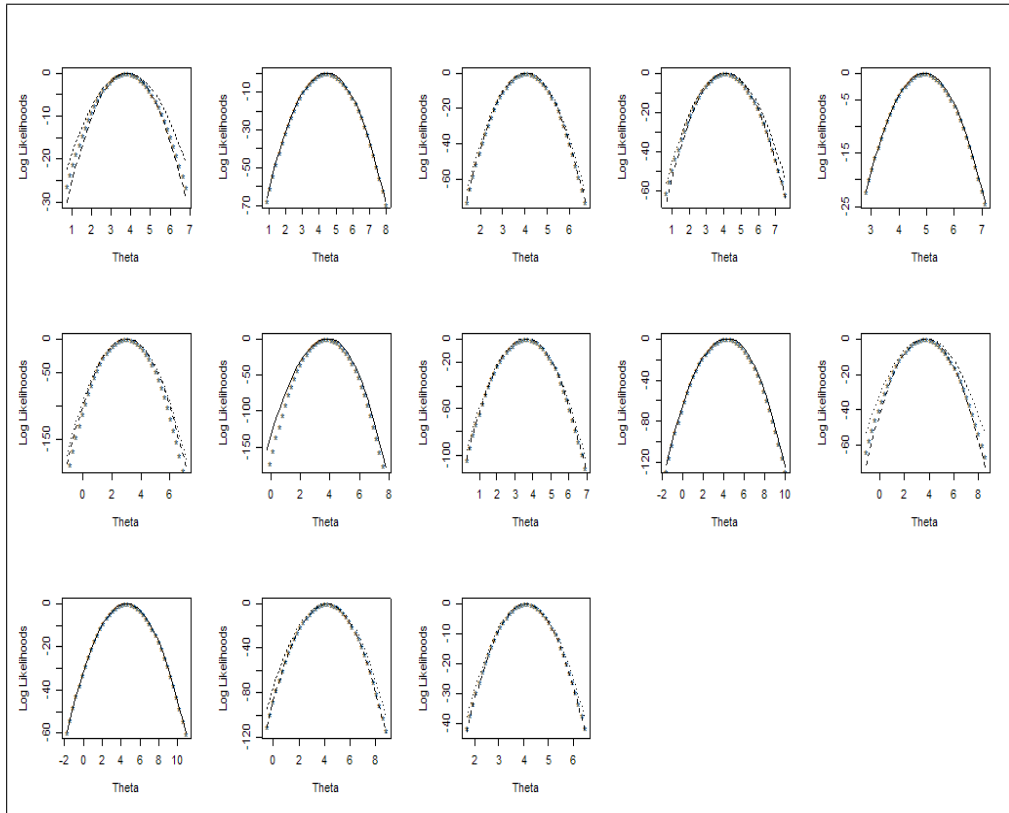 Log Likelihoods
0
-10
-20
-30
1 2 3 4 5 6 7
Theta
Log Likelihoods
0
-10
-30
-50
-70
1 2 3 4 5 6 7 8
Theta
Log Likelihoods
0
-20
-40
-60
2 3 4 5 6
Theta
Log Likelihoods
0
-20
-40
-60
1 2 3 4 5 6 7
Theta
Log Likelihoods
0
-5
-15
-25
3 4 5 6 7
Theta
Log Likelihoods
0
-50
-150
0 2 4 6
Theta
Log Likelihoods
0
-50
-100
-150
0 2 4 6 8
Theta
Log Likelihoods
0
-20
-60
-100
1 2 3 4 5 6 7
Theta
Log Likelihoods
0
-40
-80
-120
-2 0 2 4 6 8 10
Theta
Log Likelihoods
0
-20
-40
-60
0 2 4 6 8
Theta
Log Likelihoods
0
-20
-40
-60
-2 0 2 4 6 8 10
Theta
Log Likelihoods
0
-40
-80
-120
0 2 4 6 8
Theta
Log Likelihoods
0
-10
-20
-30
-40
2 3 4 5 6
Theta